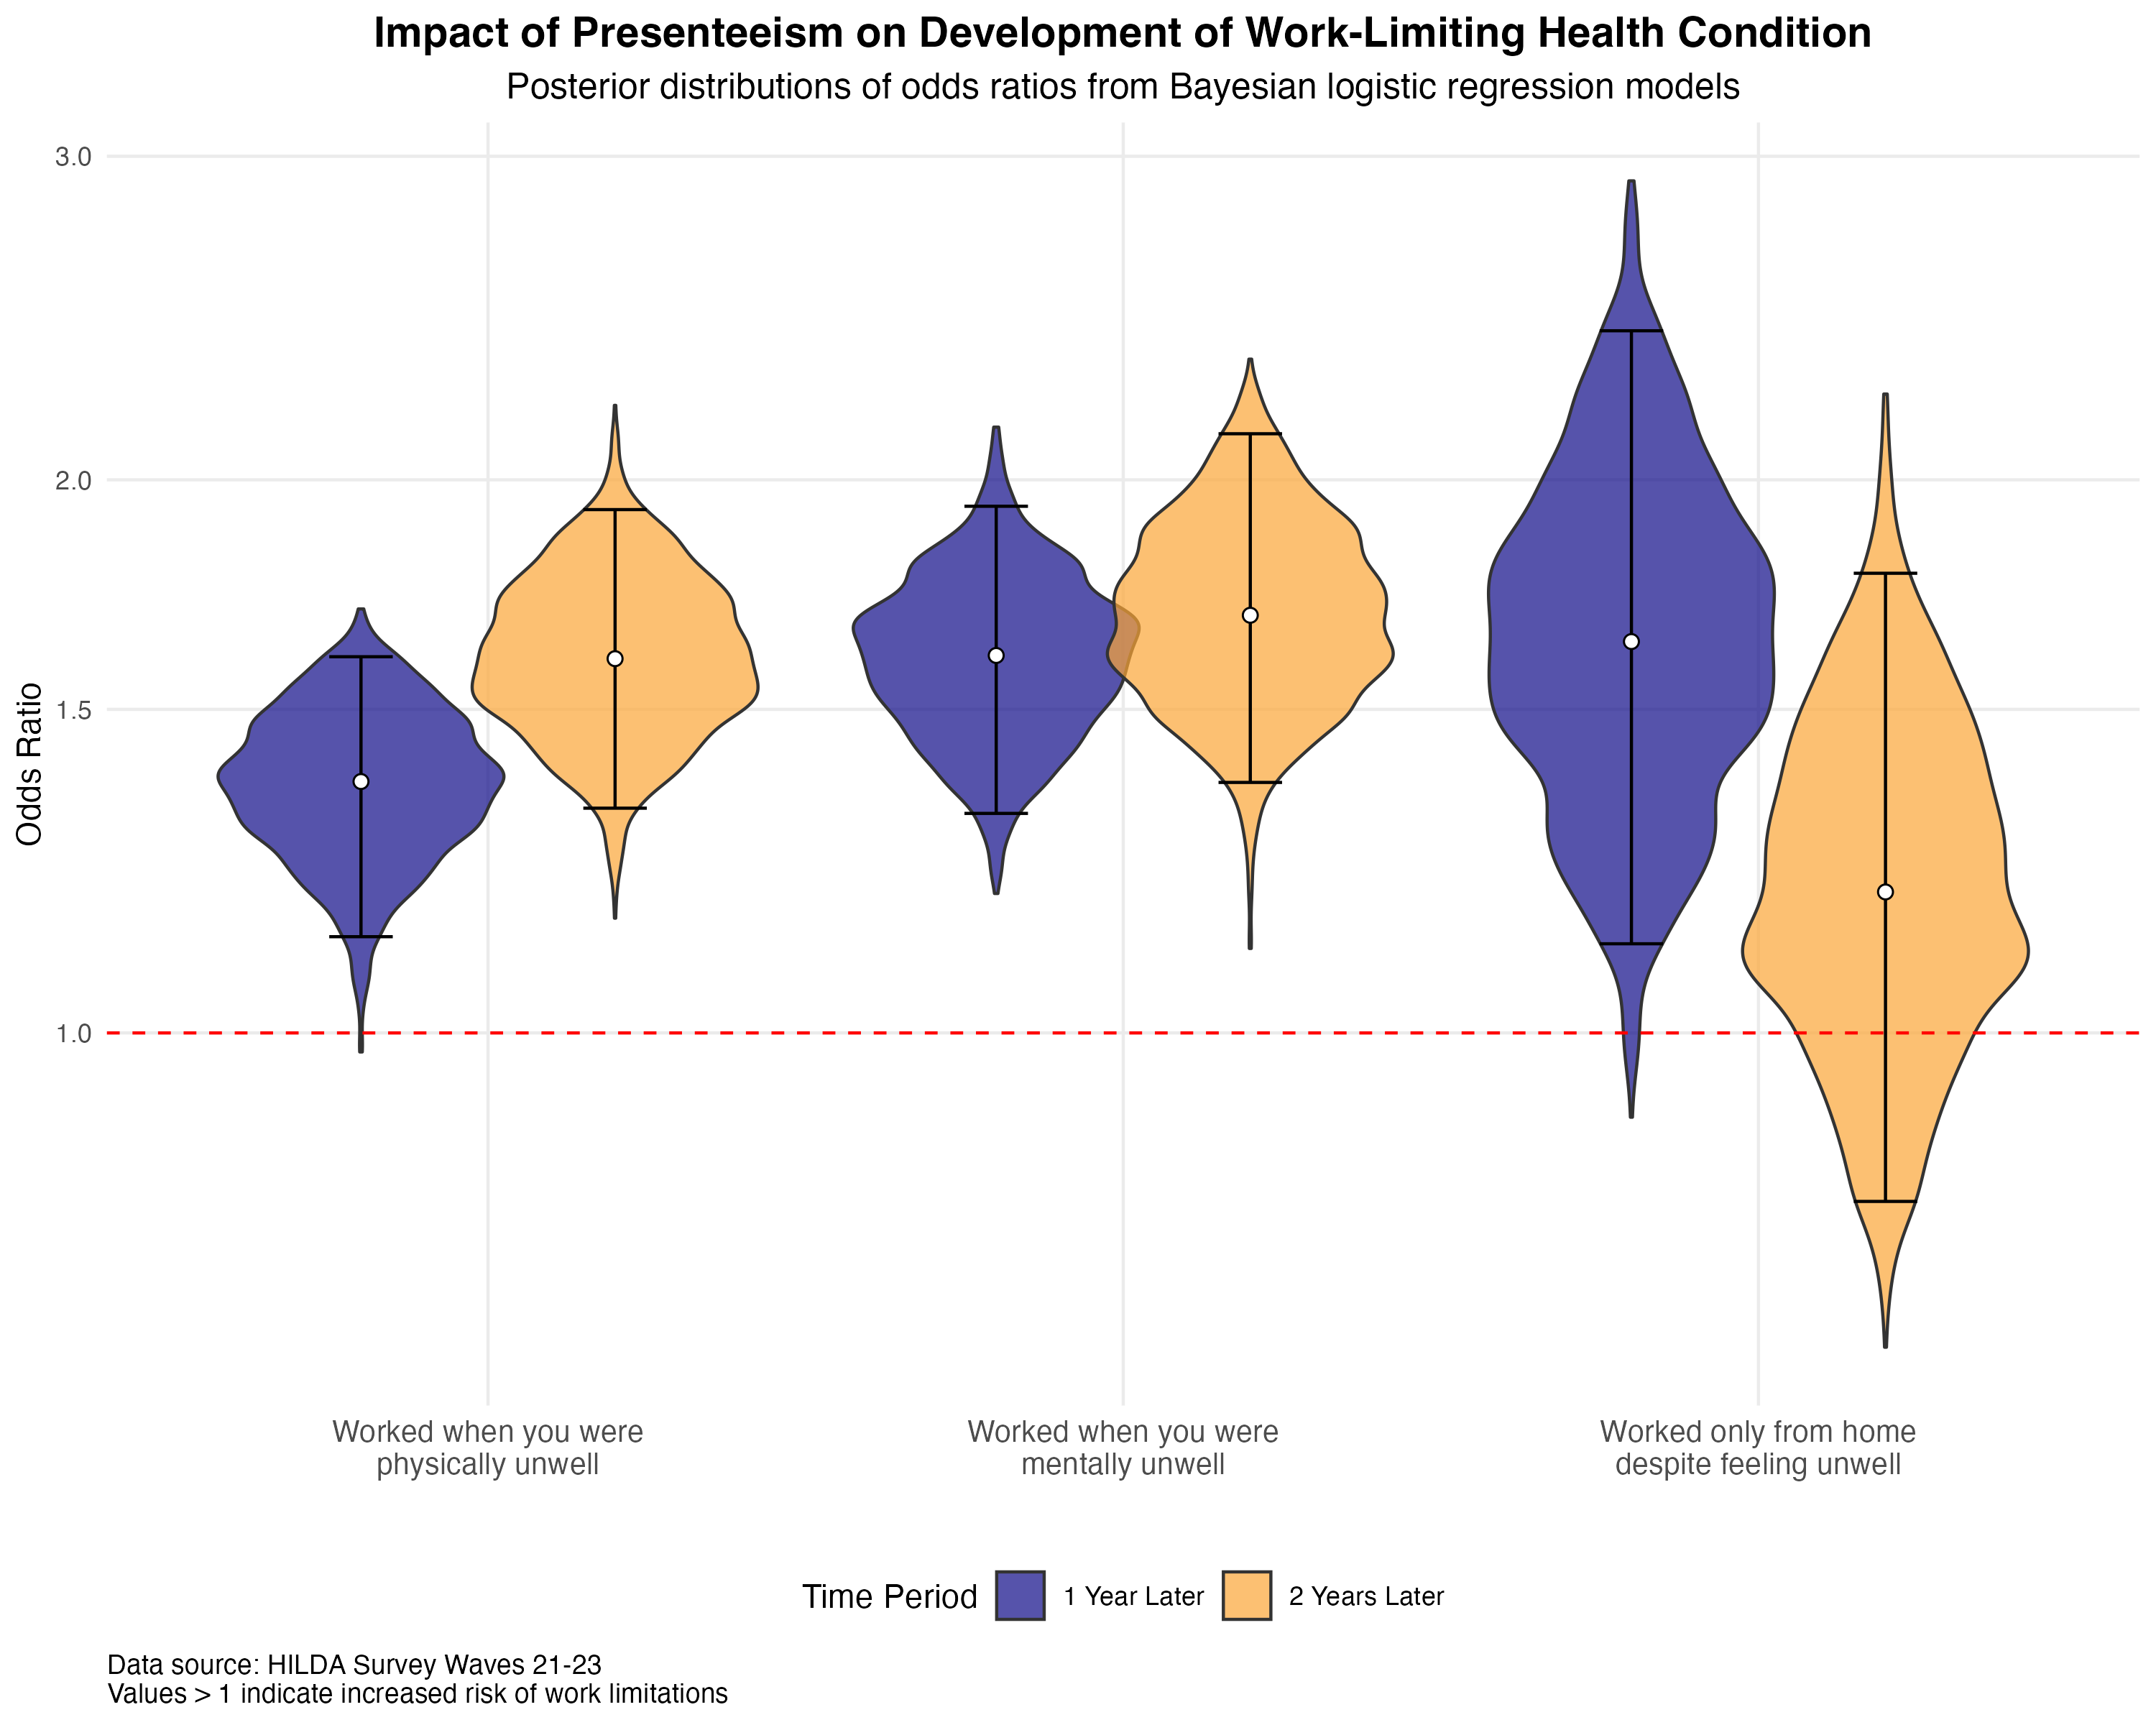 Impact of Presenteeism on Development of Work-Limiting Health Condition
Posterior distributions of odds ratios from Bayesian logistic regression models
3.0
2.0
1.5
1.0
Odds Ratio
Worked when you were
physically unwell
Worked when you were
mentally unwell
Worked only from home
despite feeling unwell
Time Period 1 Year Later 2 Years Later
Data source: HILDA Survey Waves 21-23
Values > 1 indicate increased risk of work limitations